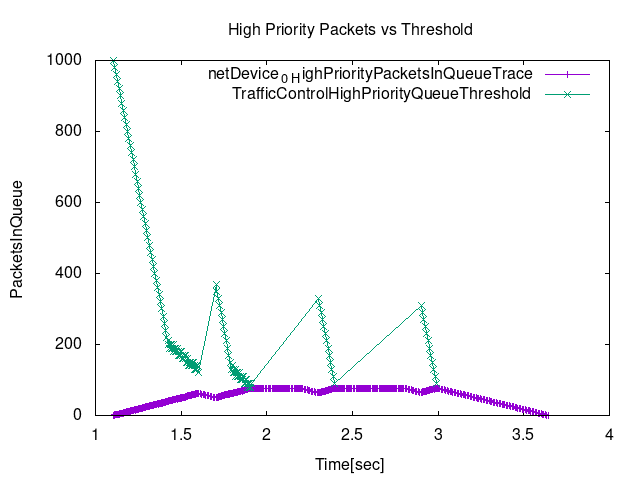 High Priority Packets vs Threshold
1000
800
600
400
200
0
PacketsInQueue
netDevice₀HighPriorityPacketsInQueueTrace
TrafficControlHighPriorityQueueThreshold
1 1.5 2 2.5 3 3.5 4
Time[sec]